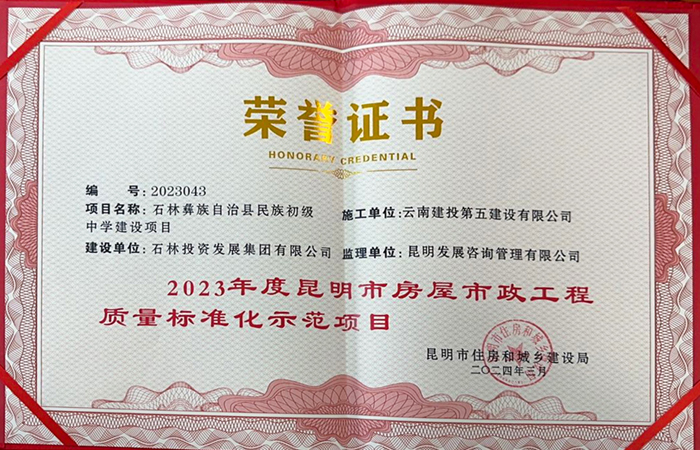 荣誉证书
HONORARY CREDENTIAL
编 号: 2023043
项目名称: 石林彝族自治县民族初级
中学建设项目
施工单位: 云南建投第五建设有限公司
建设单位: 石林投资发展集团有限公司
监理单位: 昆明发展咨询管理有限公司
2023年度昆明市房屋市政工程
质量标准化示范项目
昆明市住房和城乡建设局
二〇二四年三月